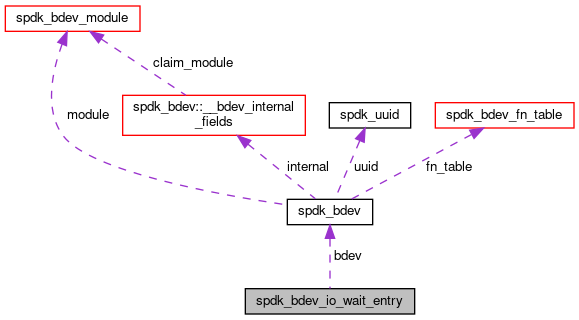 spdk_bdev_module
claim_module
module
spdk_bdev::__bdev_internal
_fields
spdk_uuid
spdk_bdev_fn_table
internal
uuid
fn_table
spdk_bdev
bdev
spdk_bdev_io_wait_entry